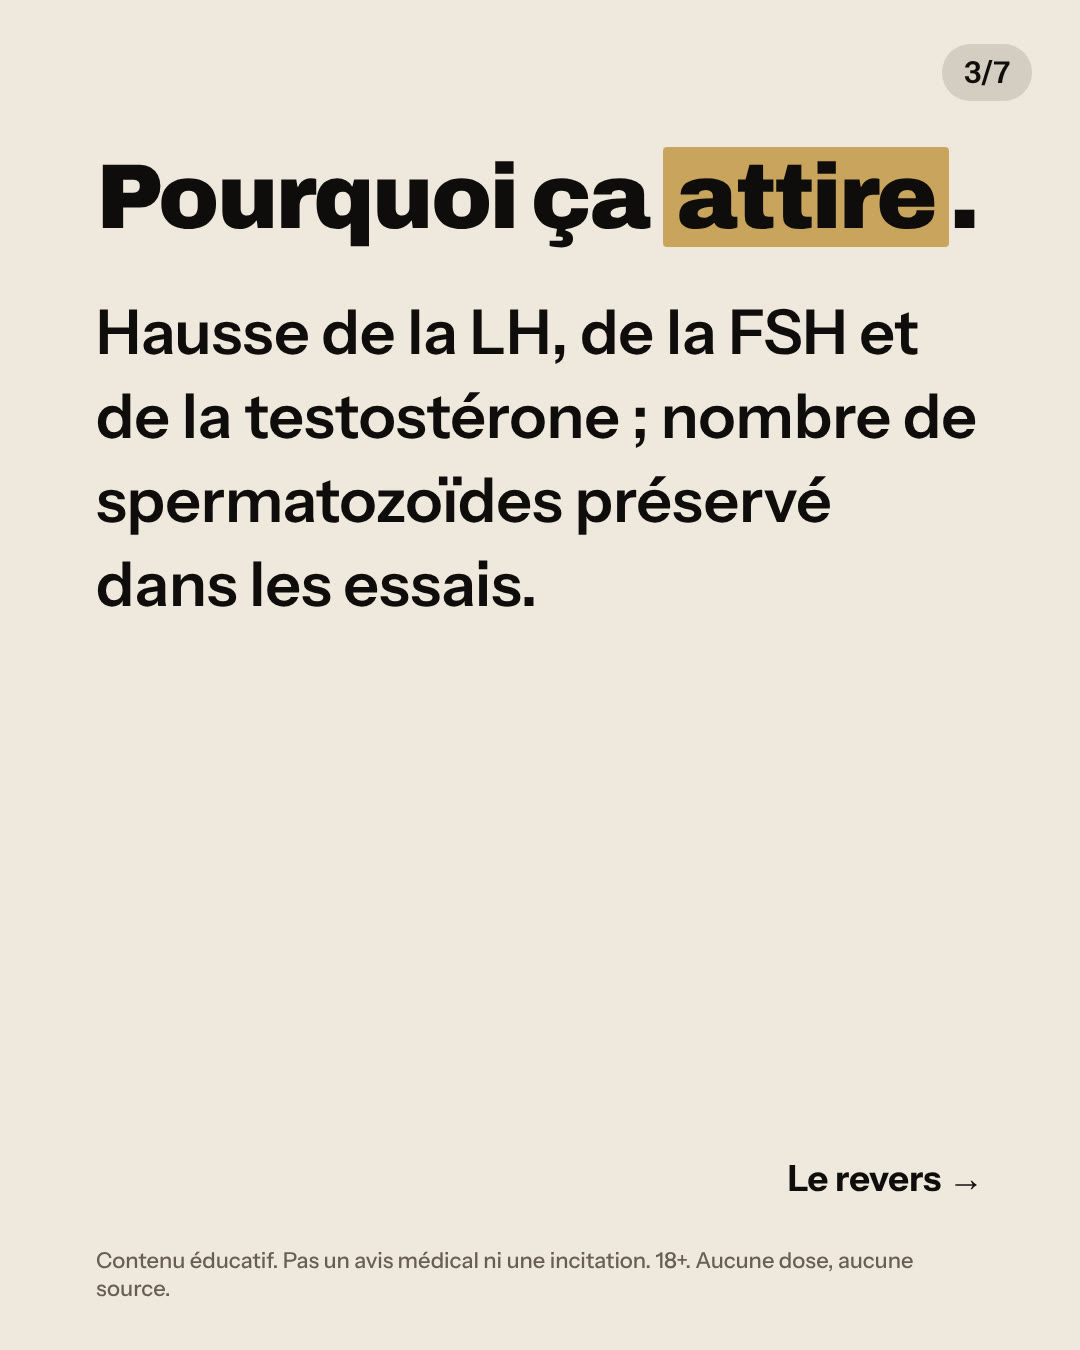 3/7
Pourquoi ça attire.
Hausse de la LH, de la FSH et
de la testostérone ; nombre de
spermatozoïdes préservé
dans les essais.
Le revers →
Contenu éducatif. Pas un avis médical ni une incitation. 18+. Aucune dose, aucune
source.